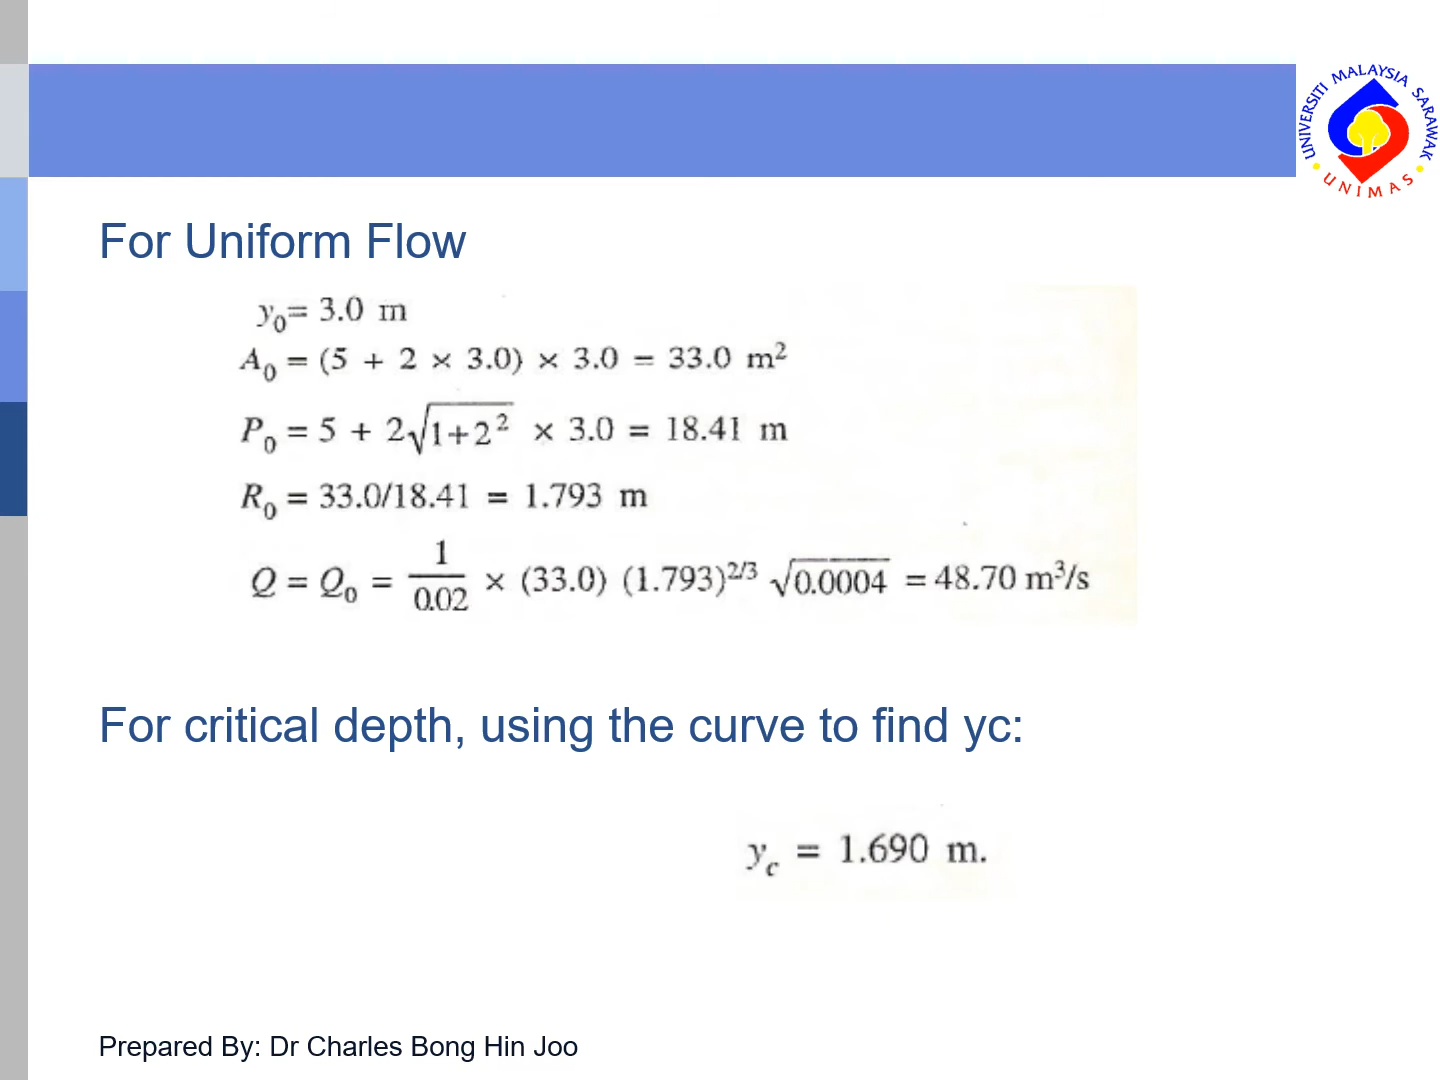 UNIVERSITI MALAYSIA SARAWAK
UNIMAS
For Uniform Flow
y₀= 3.0 m
A₀ = (5 + 2 × 3.0) × 3.0 = 33.0 m²
P₀ = 5 + 2√(1+2²) × 3.0 = 18.41 m
R₀ = 33.0/18.41 = 1.793 m
Q = Q₀ = 1/0.02 × (33.0) (1.793)^2/3 √0.0004 = 48.70 m³/s
For critical depth, using the curve to find yc:
y_c = 1.690 m.
Prepared By: Dr Charles Bong Hin Joo